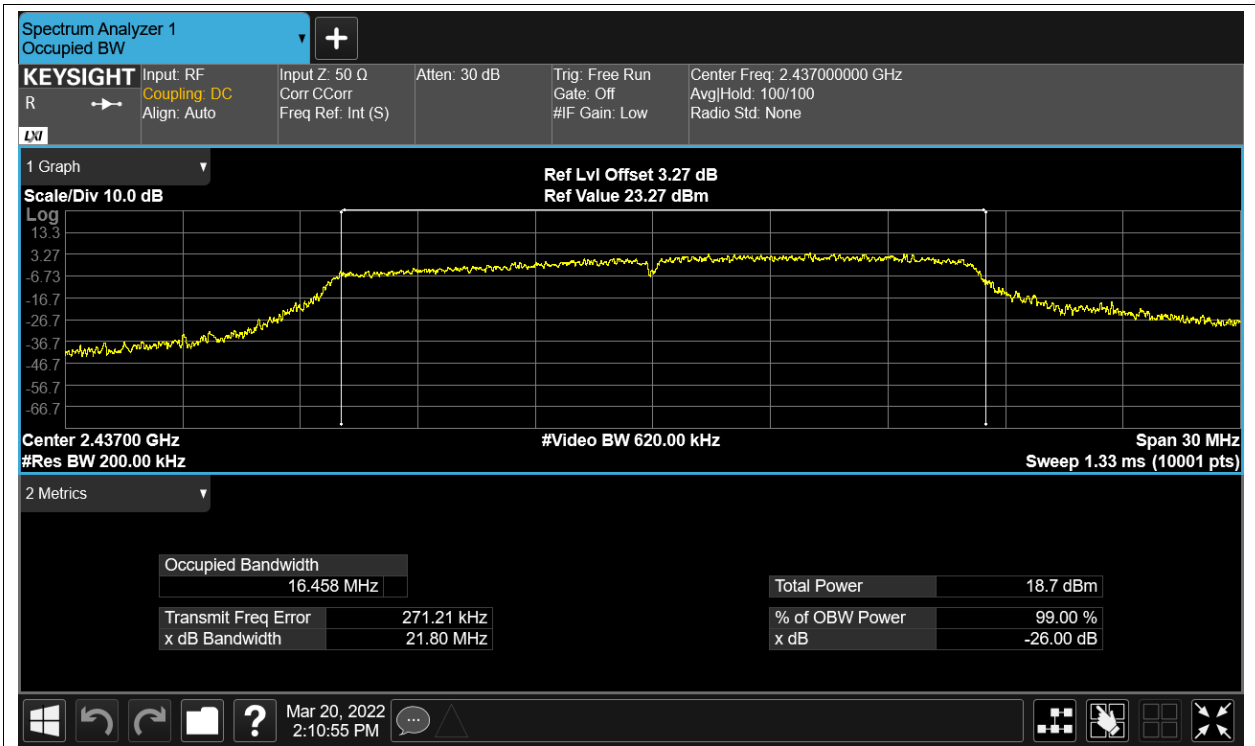 Spectrum Analyzer 1
Occupied BW
KEYSIGHT Input: RF Input Z: 50 Ω Atten: 30 dB Trig: Free Run Center Freq: 2.437000000 GHz
R Coupling: DC Corr CCorr Gate: Off Avg|Hold: 100/100
Align: Auto Freq Ref: Int (S) #IF Gain: Low Radio Std: None
LXI
1 Graph
Ref Lvl Offset 3.27 dB
Scale/Div 10.0 dB Ref Value 23.27 dBm
Log
13.3
3.27
-6.73
-16.7
-26.7
-36.7
-46.7
-56.7
-66.7
Center 2.43700 GHz #Video BW 620.00 kHz Span 30 MHz
#Res BW 200.00 kHz Sweep 1.33 ms (10001 pts)
2 Metrics
Occupied Bandwidth
16.458 MHz Total Power 18.7 dBm
Transmit Freq Error 271.21 kHz % of OBW Power 99.00 %
x dB Bandwidth 21.80 MHz x dB -26.00 dB
Mar 20, 2022
2:10:55 PM